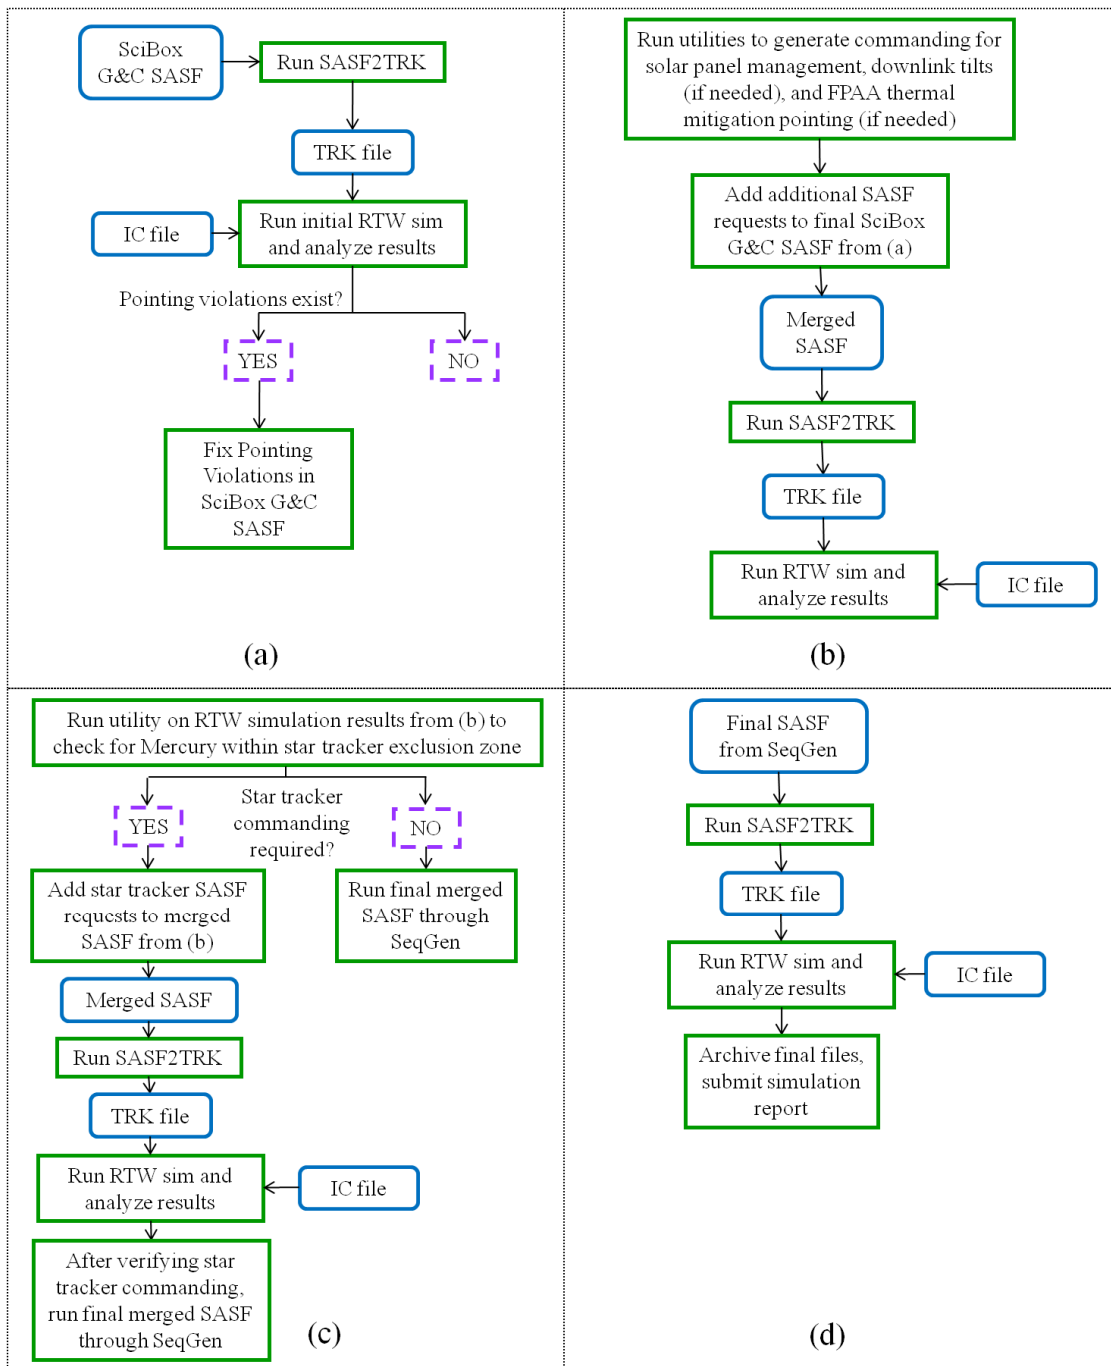 SciBox
G&C SASF
Run SASF2TRK
TRK file
IC file
Run initial RTW sim
and analyze results
Pointing violations exist?
YES
NO
Fix Pointing
Violations in
SciBox G&C
SASF
(a)
Run utilities to generate commanding for
solar panel management, downlink tilts
(if needed), and FPAA thermal
mitigation pointing (if needed)
Add additional SASF
requests to final SciBox
G&C SASF from (a)
Merged
SASF
Run SASF2TRK
TRK file
Run RTW sim and
analyze results
IC file
(b)
Run utility on RTW simulation results from (b) to
check for Mercury within star tracker exclusion zone
Star tracker
commanding
required?
YES
NO
Add star tracker SASF
requests to merged
SASF from (b)
Run final merged
SASF through
SeqGen
Merged SASF
Run SASF2TRK
TRK file
Run RTW sim and
analyze results
IC file
After verifying star
tracker commanding,
run final merged SASF
through SeqGen
(c)
Final SASF
from SeqGen
Run SASF2TRK
TRK file
Run RTW sim and
analyze results
IC file
Archive final files,
submit simulation
report
(d)